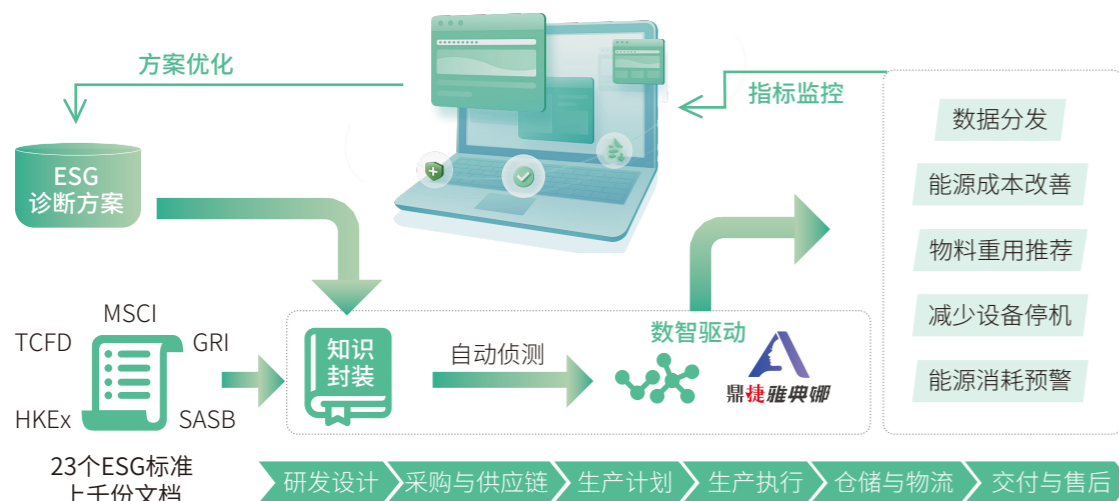 方案优化
指标监控
ESG
诊断方案
数据分发
能源成本改善
物料重用推荐
减少设备停机
能源消耗预警
MSCI
TCFD
GRI
HKEx
SASB
23个ESG标准
上千份文档
知识
封装
自动侦测
数智驱动
鼎捷雅典娜
研发设计
采购与供应链
生产计划
生产执行
仓储与物流
交付与售后